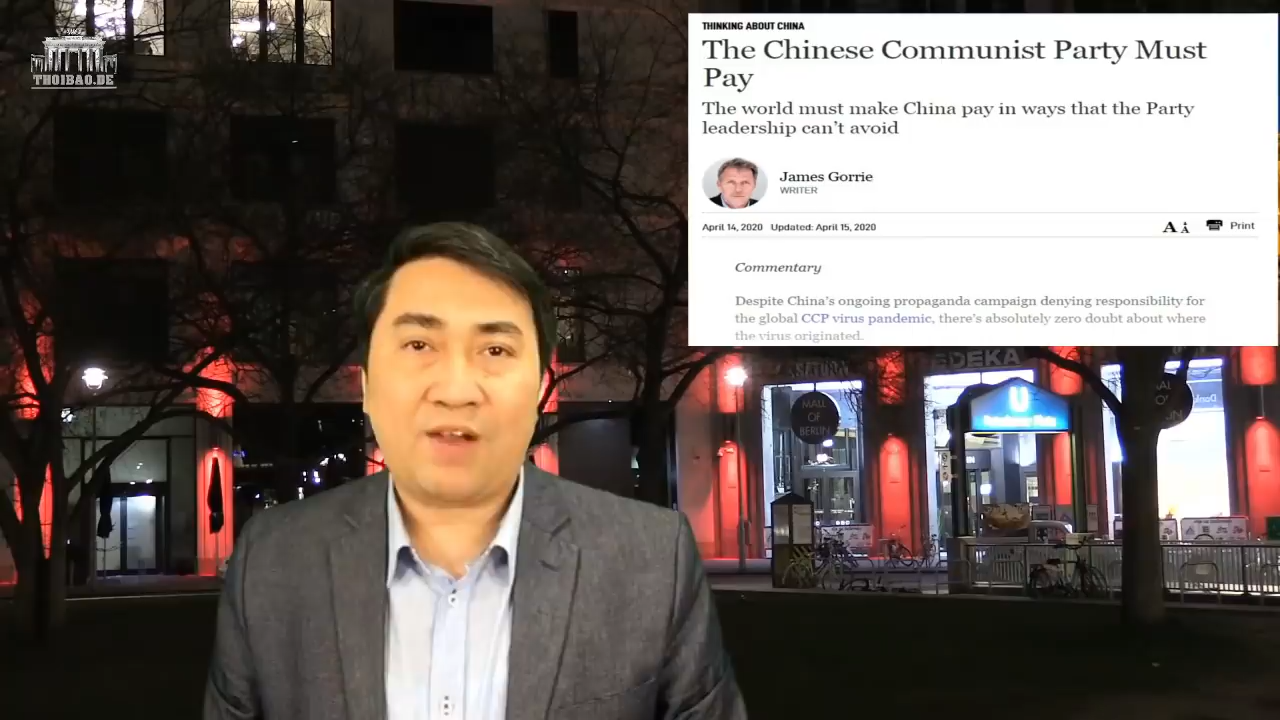 THOIBAO.DE
THINKING ABOUT CHINA
The Chinese Communist Party Must
Pay
The world must make China pay in ways that the Party
leadership can't avoid
James Gorrie
WRITER
April 14, 2020 Updated: April 15, 2020
A A
Print
Commentary
Despite China's ongoing propaganda campaign denying responsibility for
the global CCP virus pandemic, there's absolutely zero doubt about where
the virus originated.
EDEKA
MALL
OF
BERLIN
U